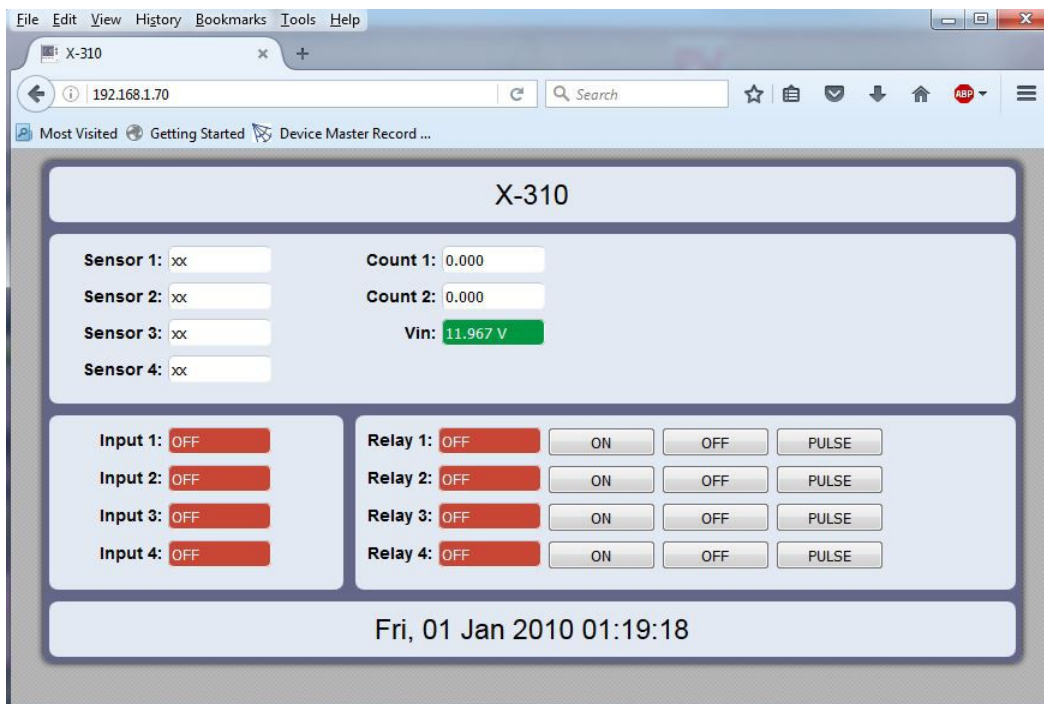 File Edit View History Bookmarks Tools Help
X-310
192.168.1.70 Search ABP
Most Visited Getting Started Device Master Record ...
X-310
Sensor 1: xx Count 1: 0.000
Sensor 2: xx Count 2: 0.000
Sensor 3: xx Vin: 11.967 V
Sensor 4: xx
Input 1: OFF Relay 1: OFF ON OFF PULSE
Input 2: OFF Relay 2: OFF ON OFF PULSE
Input 3: OFF Relay 3: OFF ON OFF PULSE
Input 4: OFF Relay 4: OFF ON OFF PULSE
Fri, 01 Jan 2010 01:19:18